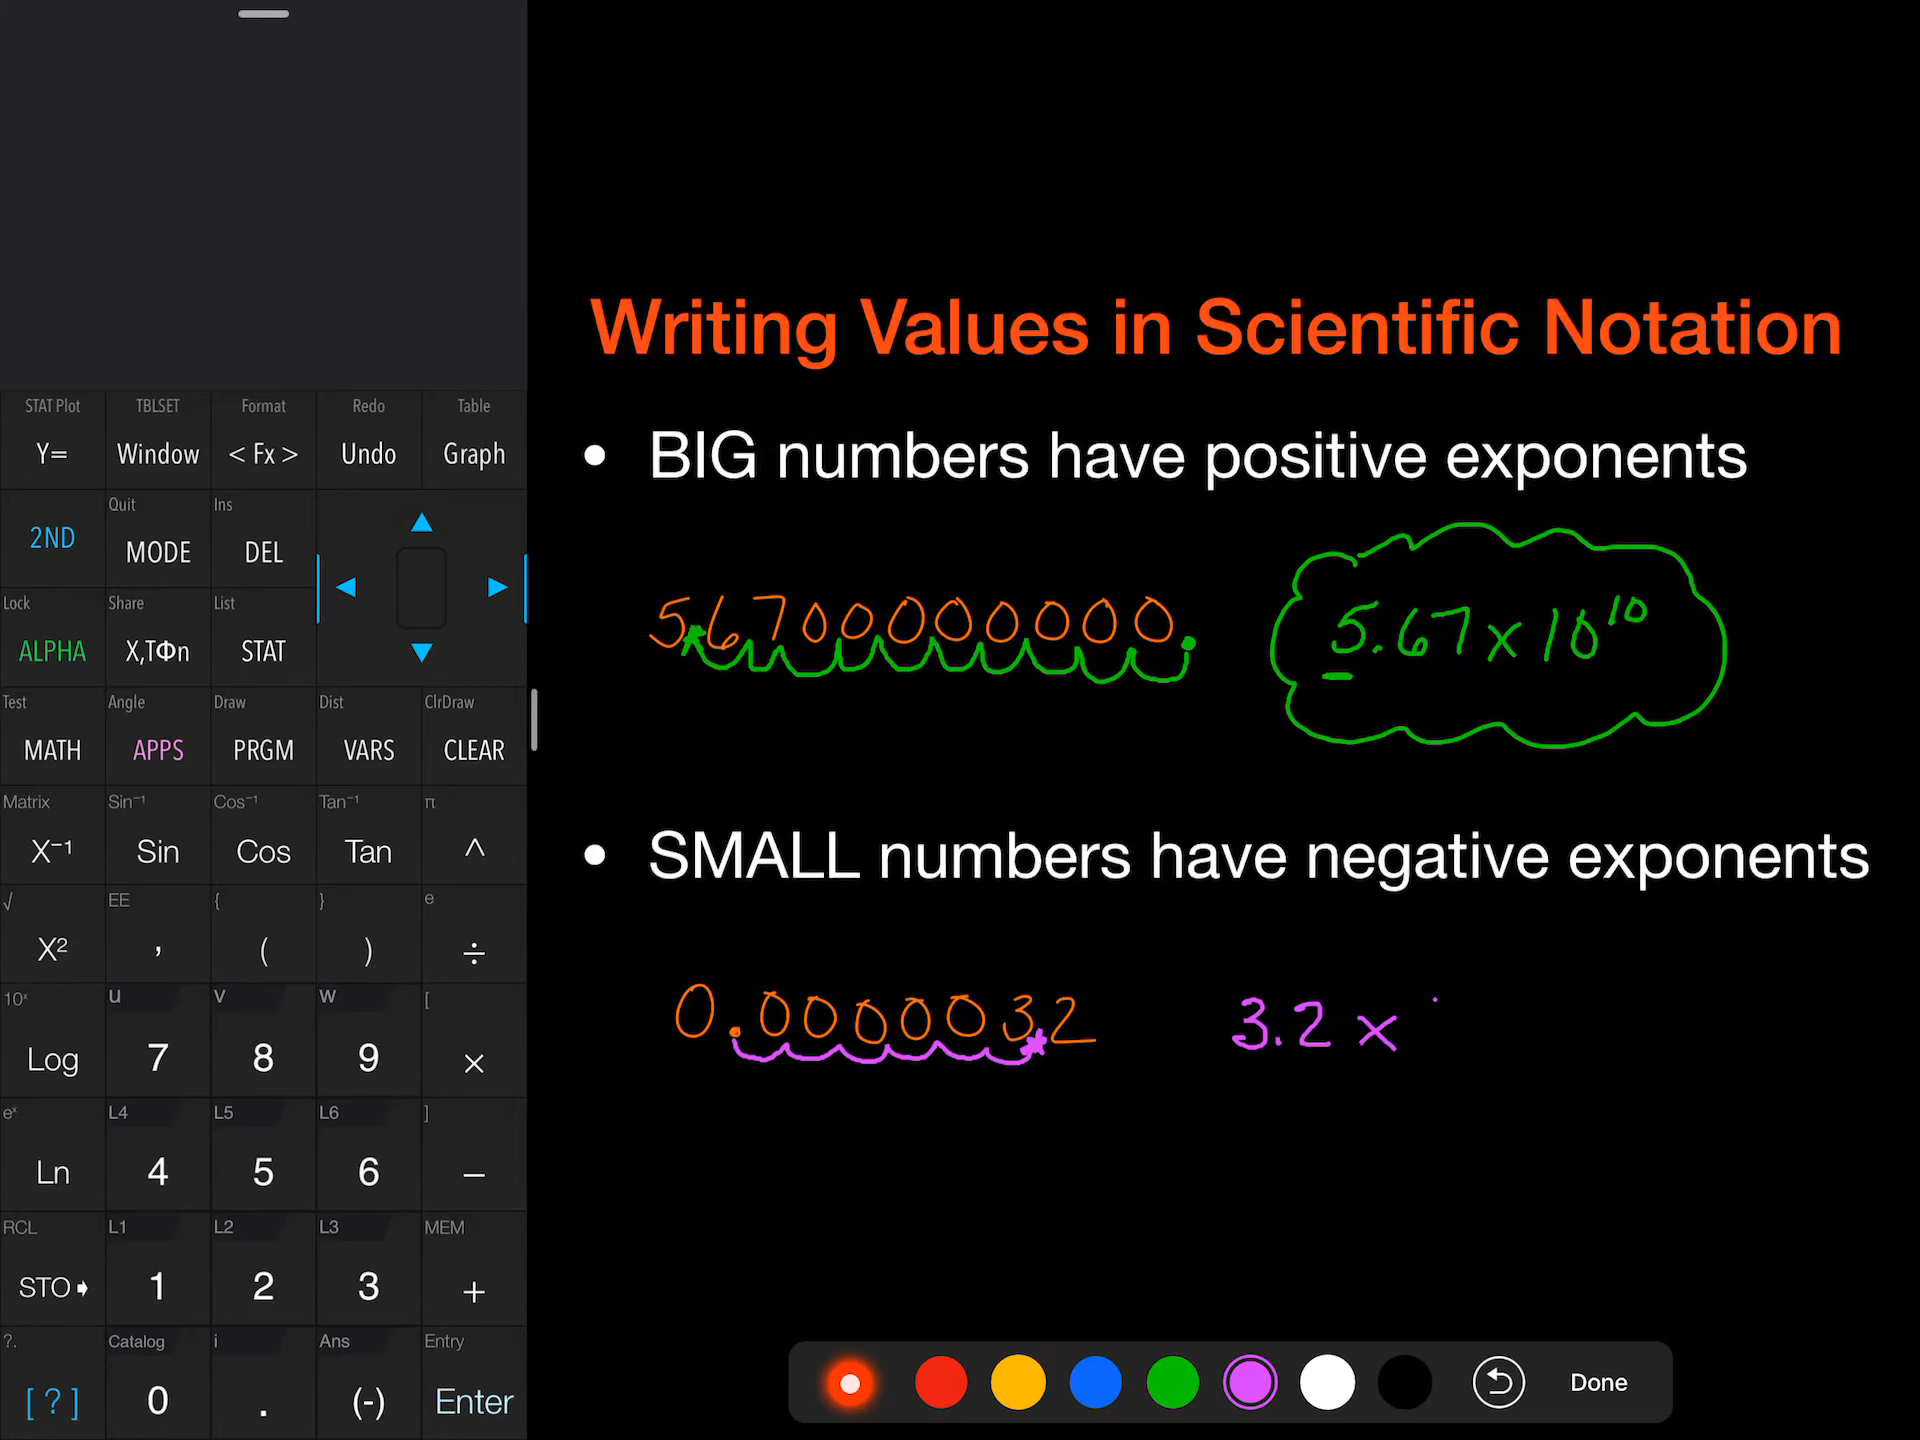 Writing Values in Scientific Notation
• BIG numbers have positive exponents
56700000000.
5.67 x 10¹⁰
• SMALL numbers have negative exponents
0.0000032
3.2 x
STAT Plot TBLSET Format Redo Table
Y= Window < Fx > Undo Graph
Quit Ins
2ND MODE DEL
Lock Share List
ALPHA X,TΦn STAT
Test Angle Draw Dist ClrDraw
MATH APPS PRGM VARS CLEAR
Matrix Sin⁻¹ Cos⁻¹ Tan⁻¹ π
X⁻¹ Sin Cos Tan ^
√ EE { } e
X² , ( ) ÷
10ˣ u v w [
Log 7 8 9 ×
eˣ L4 L5 L6 ]
Ln 4 5 6 −
RCL L1 L2 L3 MEM
STO➧ 1 2 3 +
?. Catalog i Ans Entry
[ ? ] 0 . (-) Enter
Done